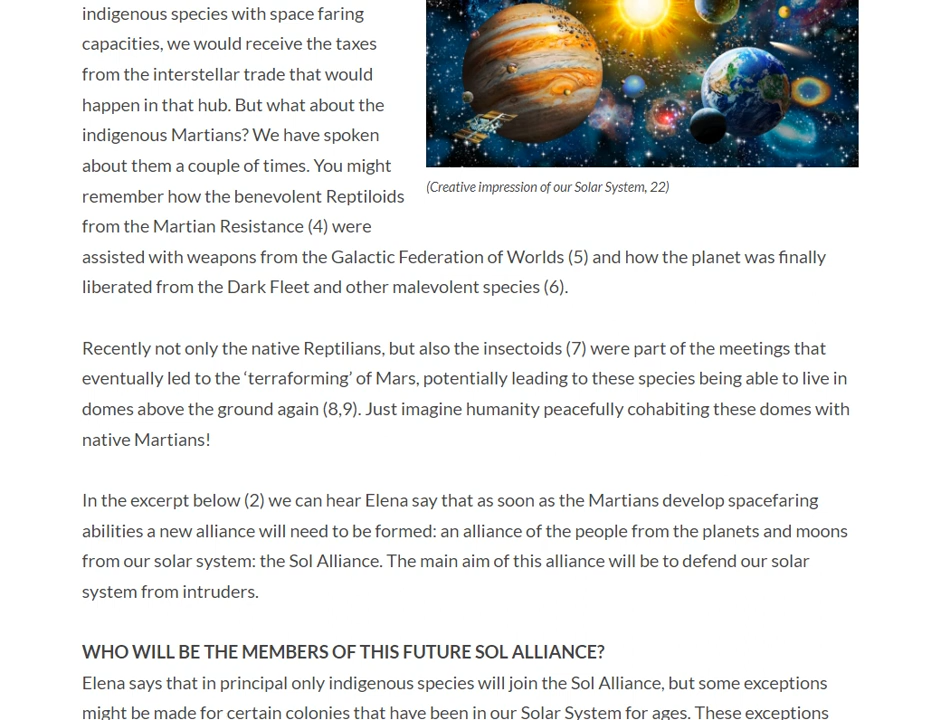 indigenous species with space faring
capacities, we would receive the taxes
from the interstellar trade that would
happen in that hub. But what about the
indigenous Martians? We have spoken
about them a couple of times. You might
remember how the benevolent Reptiloids
from the Martian Resistance (4) were
(Creative impression of our Solar System, 22)
assisted with weapons from the Galactic Federation of Worlds (5) and how the planet was finally
liberated from the Dark Fleet and other malevolent species (6).
Recently not only the native Reptilians, but also the insectoids (7) were part of the meetings that
eventually led to the ‘terraforming’ of Mars, potentially leading to these species being able to live in
domes above the ground again (8,9). Just imagine humanity peacefully cohabiting these domes with
native Martians!
In the excerpt below (2) we can hear Elena say that as soon as the Martians develop spacefaring
abilities a new alliance will need to be formed: an alliance of the people from the planets and moons
from our solar system: the Sol Alliance. The main aim of this alliance will be to defend our solar
system from intruders.
WHO WILL BE THE MEMBERS OF THIS FUTURE SOL ALLIANCE?
Elena says that in principal only indigenous species will join the Sol Alliance, but some exceptions
might be made for certain colonies that have been in our Solar System for ages. These exceptions